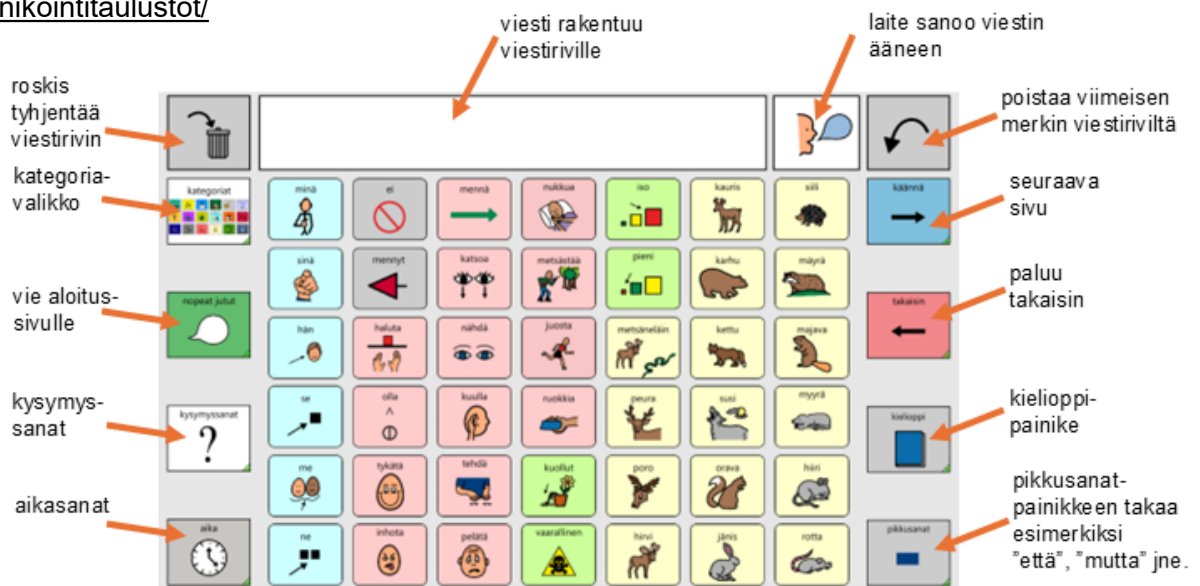 nikointitaulustot/
viesti rakentuu
viestiriville
laite sanoo viestin
ääneen
roskis
tyhjentää
viestirivin
poistaa viimeisen
merkin viestiriviltä
kategoria-
valikko
seuraava
sivu
vie aloitus-
sivulle
paluu
takaisin
kysymys-
sanat
kielioppi-
painike
aikasanat
pikkusanat-
painikkeen takaa
esimerkiksi
”että”, ”mutta” jne.
kategoriat minä ei mennä nukkua iso kauris siili käännä
sinä mennyt katsoa metsästää pieni karhu mäyrä
nopeat jutut hän haluta nähdä juosta metsäneläin kettu majava takaisin
kysymyssanat se olla kuulla ruokkia peura susi myyrä kielioppi
?
me tykätä tehdä kuollut poro orava hiiri
aika ne inhota pelätä vaarallinen hirvi jänis rotta pikkusanat